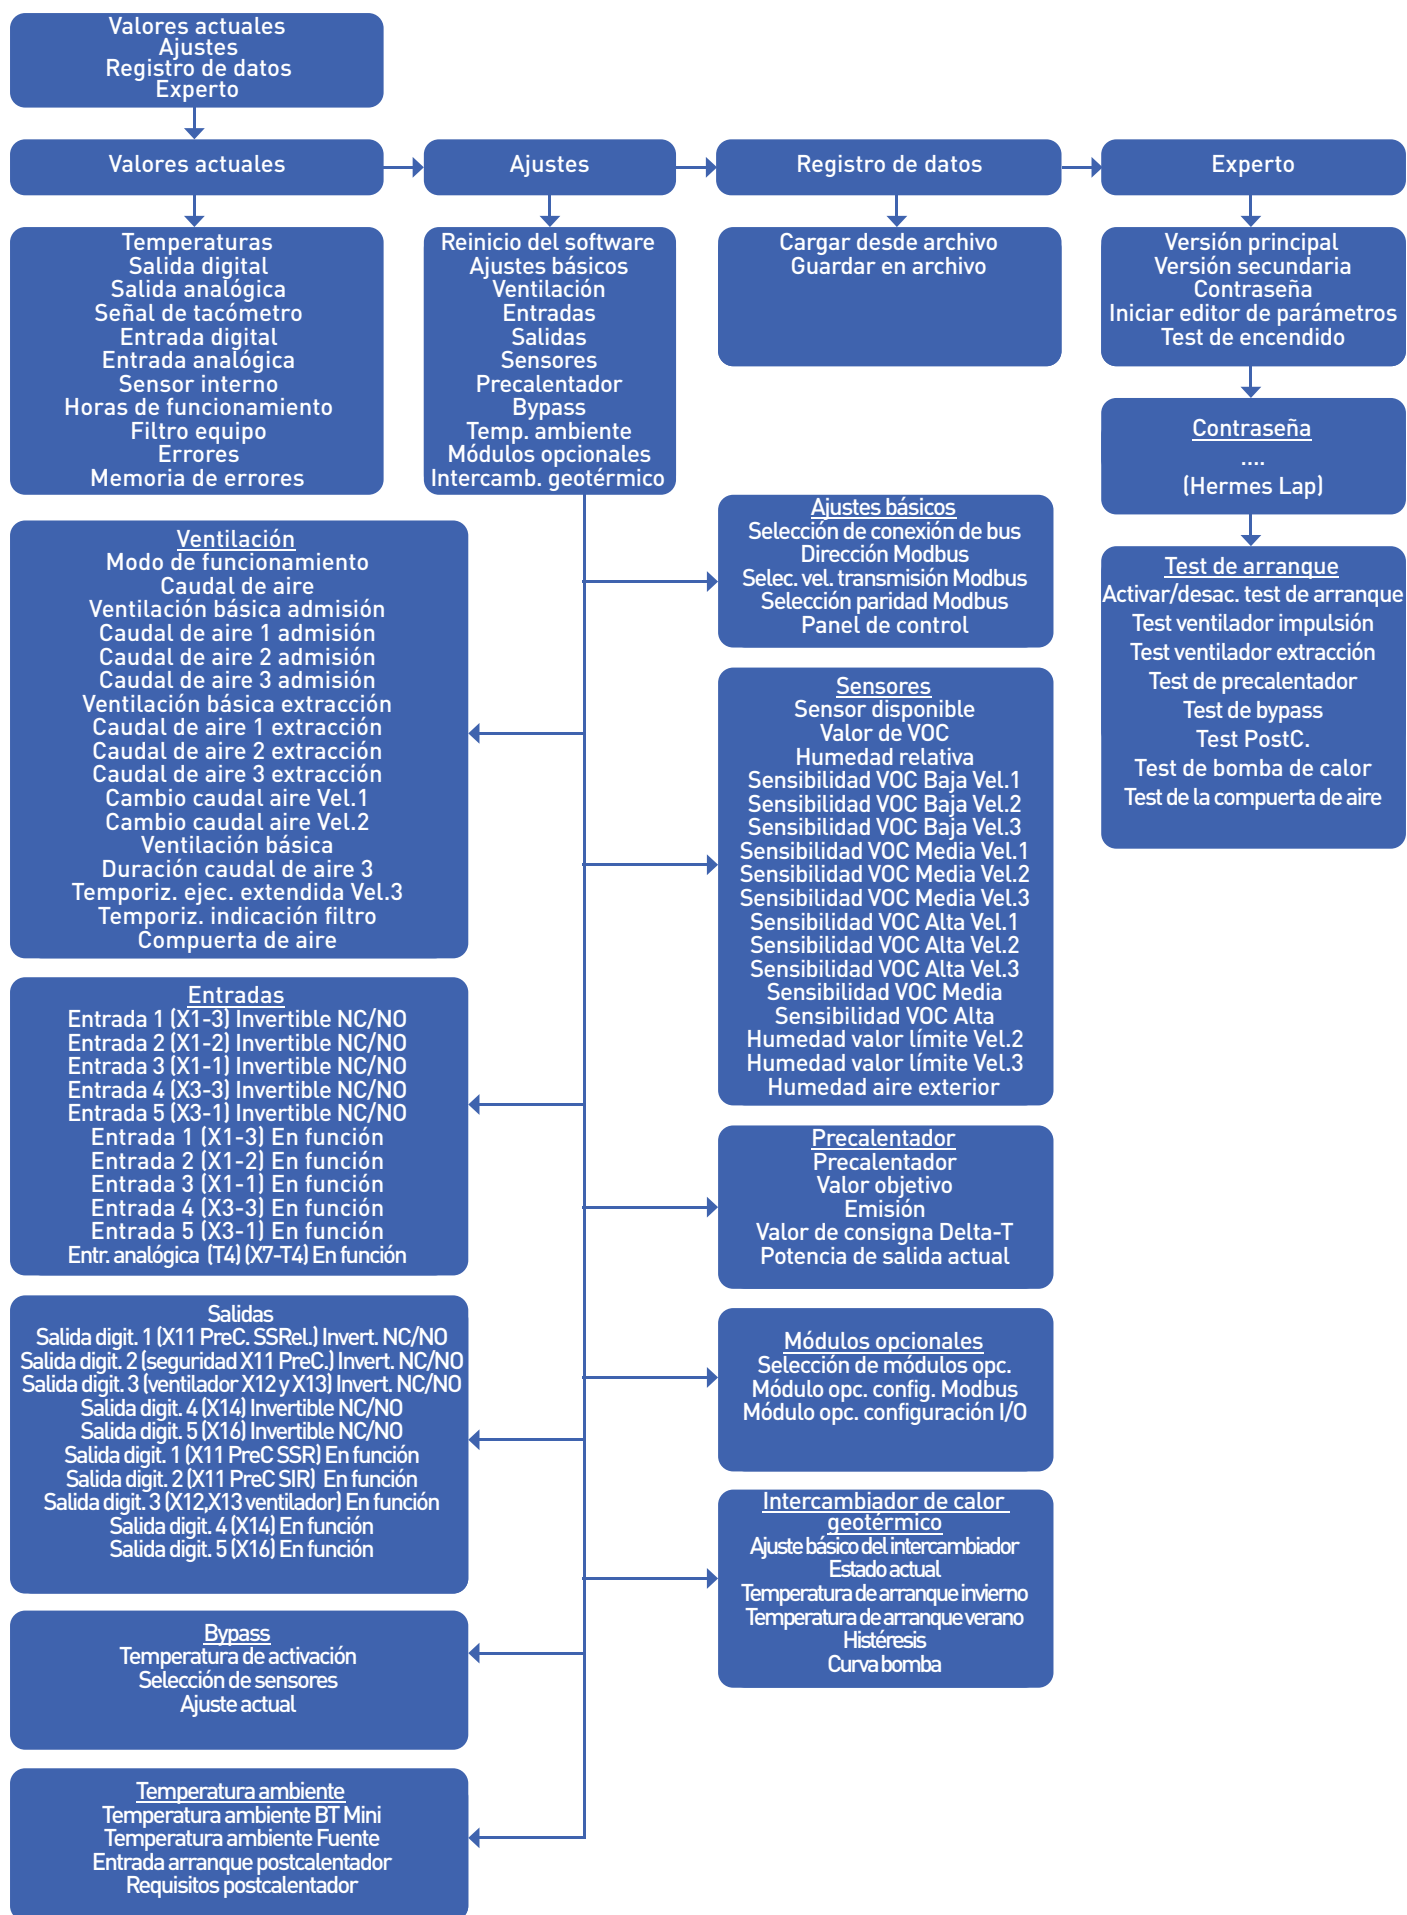 Valores actuales
Ajustes
Registro de datos
Experto
Valores actuales
Ajustes
Registro de datos
Experto
Temperaturas
Salida digital
Salida analógica
Señal de tacómetro
Entrada digital
Entrada analógica
Sensor interno
Horas de funcionamiento
Filtro equipo
Errores
Memoria de errores
Reinicio del software
Ajustes básicos
Ventilación
Entradas
Salidas
Sensores
Precalentador
Bypass
Temp. ambiente
Módulos opcionales
Intercamb. geotérmico
Cargar desde archivo
Guardar en archivo
Versión principal
Versión secundaria
Contraseña
Iniciar editor de parámetros
Test de encendido
Contraseña
....
(Hermes Lap)
Test de arranque
Activar/desac. test de arranque
Test ventilador impulsión
Test ventilador extracción
Test de precalentador
Test de bypass
Test PostC.
Test de bomba de calor
Test de la compuerta de aire
Ventilación
Modo de funcionamiento
Caudal de aire
Ventilación básica admisión
Caudal de aire 1 admisión
Caudal de aire 2 admisión
Caudal de aire 3 admisión
Ventilación básica extracción
Caudal de aire 1 extracción
Caudal de aire 2 extracción
Caudal de aire 3 extracción
Cambio caudal aire Vel.1
Cambio caudal aire Vel.2
Ventilación básica
Duración caudal de aire 3
Temporiz. ejec. extendida Vel.3
Temporiz. indicación filtro
Compuerta de aire
Entradas
Entrada 1 (X1-3) Invertible NC/NO
Entrada 2 (X1-2) Invertible NC/NO
Entrada 3 (X1-1) Invertible NC/NO
Entrada 4 (X3-3) Invertible NC/NO
Entrada 5 (X3-1) Invertible NC/NO
Entrada 1 (X1-3) En función
Entrada 2 (X1-2) En función
Entrada 3 (X1-1) En función
Entrada 4 (X3-3) En función
Entrada 5 (X3-1) En función
Entr. analógica (T4) (X7-T4) En función
Salidas
Salida digit. 1 (X11 PreC. SSRel.) Invert. NC/NO
Salida digit. 2 (seguridad X11 PreC.) Invert. NC/NO
Salida digit. 3 (ventilador X12 y X13) Invert. NC/NO
Salida digit. 4 (X14) Invertible NC/NO
Salida digit. 5 (X16) Invertible NC/NO
Salida digit. 1 (X11 PreC SSR) En función
Salida digit. 2 (X11 PreC SIR) En función
Salida digit. 3 (X12,X13 ventilador) En función
Salida digit. 4 (X14) En función
Salida digit. 5 (X16) En función
Bypass
Temperatura de activación
Selección de sensores
Ajuste actual
Temperatura ambiente
Temperatura ambiente BT Mini
Temperatura ambiente Fuente
Entrada arranque postcalentador
Requisitos postcalentador
Ajustes básicos
Selección de conexión de bus
Dirección Modbus
Selec. vel. transmisión Modbus
Selección paridad Modbus
Panel de control
Sensores
Sensor disponible
Valor de VOC
Humedad relativa
Sensibilidad VOC Baja Vel.1
Sensibilidad VOC Baja Vel.2
Sensibilidad VOC Baja Vel.3
Sensibilidad VOC Media Vel.1
Sensibilidad VOC Media Vel.2
Sensibilidad VOC Media Vel.3
Sensibilidad VOC Alta Vel.1
Sensibilidad VOC Alta Vel.2
Sensibilidad VOC Alta Vel.3
Sensibilidad VOC Media
Sensibilidad VOC Alta
Humedad valor límite Vel.2
Humedad valor límite Vel.3
Humedad aire exterior
Precalentador
Precalentador
Valor objetivo
Emisión
Valor de consigna Delta-T
Potencia de salida actual
Módulos opcionales
Selección de módulos opc.
Módulo opc. config. Modbus
Módulo opc. configuración I/O
Intercambiador de calor
geotérmico
Ajuste básico del intercambiador
Estado actual
Temperatura de arranque invierno
Temperatura de arranque verano
Histéresis
Curva bomba